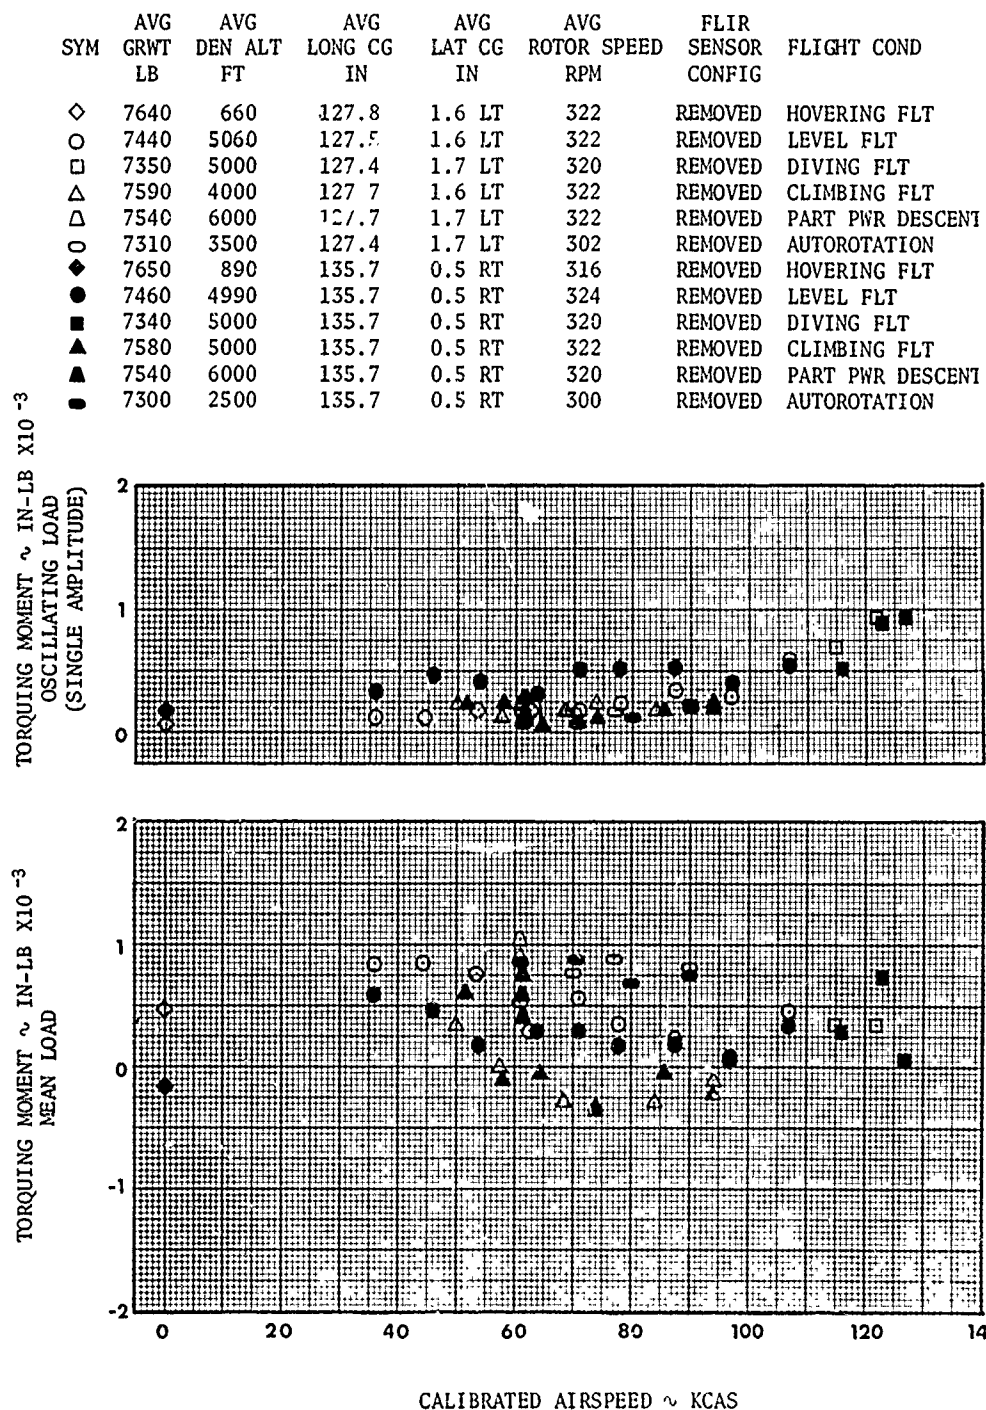 AVG AVG AVG AVG AVG FLIR
SYM GRWT DEN ALT LONG CG LAT CG ROTOR SPEED SENSOR FLIGHT COND
LB FT IN IN RPM CONFIG
◇ 7640 660 127.8 1.6 LT 322 REMOVED HOVERING FLT
○ 7440 5060 1.6 LT 322 REMOVED LEVEL FLT
□ 7350 5000 127.4 1.7 LT 320 REMOVED DIVING FLT
△ 7590 4000 127 7 1.6 LT 322 REMOVED CLIMBING FLT
7540 6000 1.7 LT 322 REMOVED PART PWR DESCENT
7310 3500 127.4 1.7 LT 302 REMOVED AUTOROTATION
◆ 7650 890 135.7 0.5 RT 316 REMOVED HOVERING FLT
● 7460 4990 135.7 0.5 RT 324 REMOVED LEVEL FLT
■ 7340 5000 135.7 0.5 RT 320 REMOVED DIVING FLT
▲ 7580 5000 135.7 0.5 RT 322 REMOVED CLIMBING FLT
7540 6000 135.7 0.5 RT 320 REMOVED PART PWR DESCENT
7300 2500 135.7 0.5 RT 300 REMOVED AUTOROTATION
TORQUING MOMENT ~ IN-LB X10 -3
OSCILLATING LOAD
(SINGLE AMPLITUDE)
2
1
0
TORQUING MOMENT ~ IN-LB X10 -3
MEAN LOAD
2
1
0
-1
-2
0 20 40 60 80 100 120 14
CALIBRATED AIRSPEED ~ KCAS